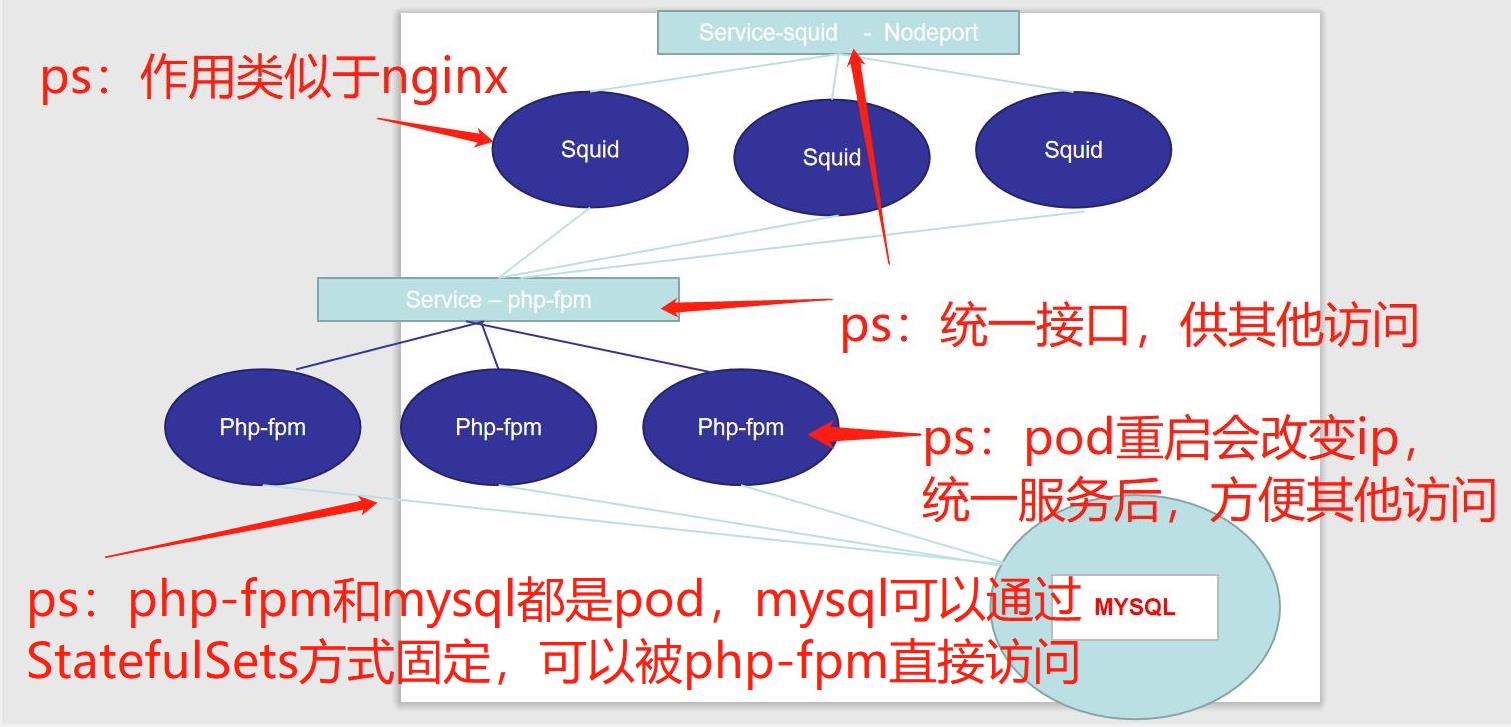 Service-squid - Nodeport
ps：作用类似于nginx
Squid
Squid
Squid
Service – php-fpm
ps：统一接口，供其他访问
Php-fpm
Php-fpm
Php-fpm
ps：pod重启会改变ip，
统一服务后，方便其他访问
ps：php-fpm和mysql都是pod，mysql可以通过
StatefulSets方式固定，可以被php-fpm直接访问
MYSQL